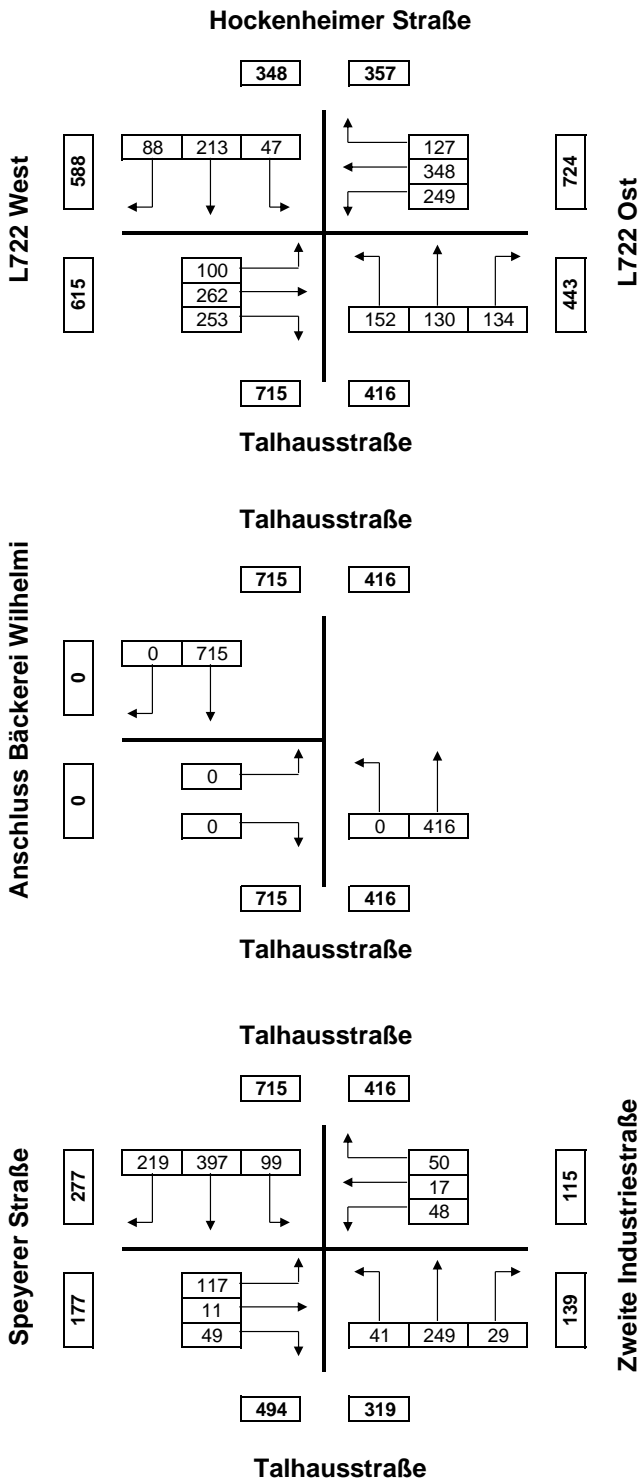 Hockenheimer Straße
348 357
L722 West
588
88 213 47
127
348
249
724
L722 Ost
615
100
262
253
152 130 134
443
715 416
Talhausstraße
Talhausstraße
715 416
Anschluss Bäckerei Wilhelmi
0
0 715
0
0
0
0 416
715 416
Talhausstraße
Talhausstraße
715 416
Speyerer Straße
277
219 397 99
50
17
48
115
Zweite Industriestraße
177
117
11
49
41 249 29
139
494 319
Talhausstraße